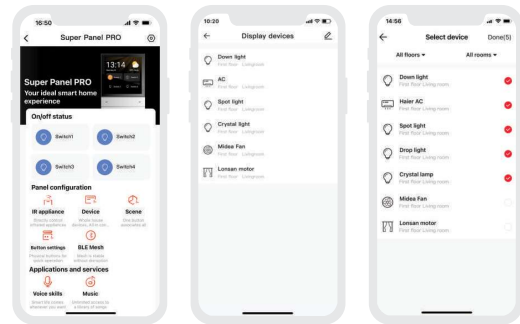 16:50
Super Panel PRO
13:14
Super Panel PRO
Your ideal smart home
experience
On/off status
Switch1
Switch2
Switch3
Switch4
Panel configuration
IR appliance
Device
Scene
Button settings
BLE Mesh
Applications and services
Voice skills
Music
10:20
Display devices
Down light
First floor Livingroom
AC
First floor Livingroom
Spot light
First floor Livingroom
Crystal light
First floor Livingroom
Midea Fan
First floor Livingroom
Lonsan motor
First floor Livingroom
14:56
Select device
Done(5)
All floors
All rooms
Down light
First floor Living room
Haier AC
First floor Living room
Spot light
First floor Living room
Drop light
First floor Living room
Crystal lamp
First floor Living room
Midea Fan
First floor Living room
Lonsan motor
First floor Living room